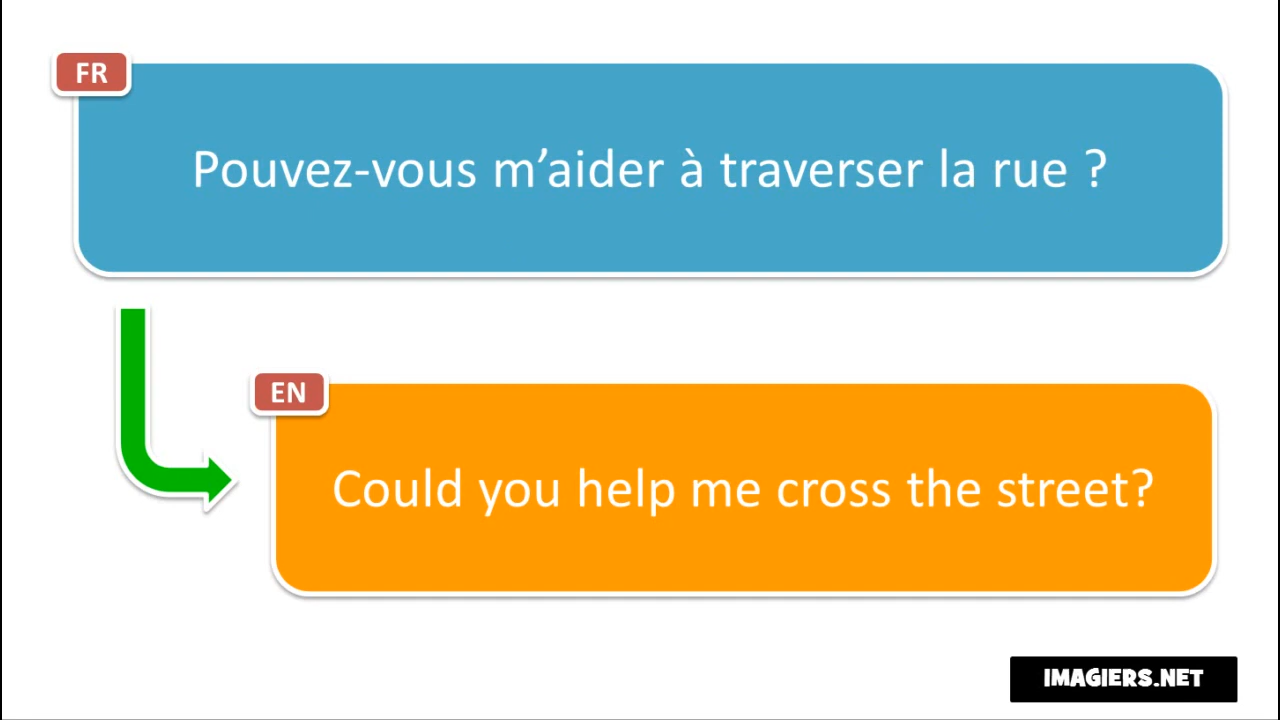 FR
Pouvez-vous m’aider à traverser la rue ?
EN
Could you help me cross the street?
IMAGIERS.NET